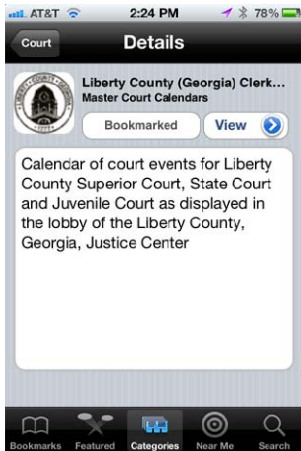 AT&T 2:24 PM 78%
Court Details
Liberty County (Georgia) Clerk...
Master Court Calendars
Bookmarked View
Calendar of court events for Liberty
County Superior Court, State Court
and Juvenile Court as displayed in
the lobby of the Liberty County,
Georgia, Justice Center
Bookmarks Featured Categories Near Me Search